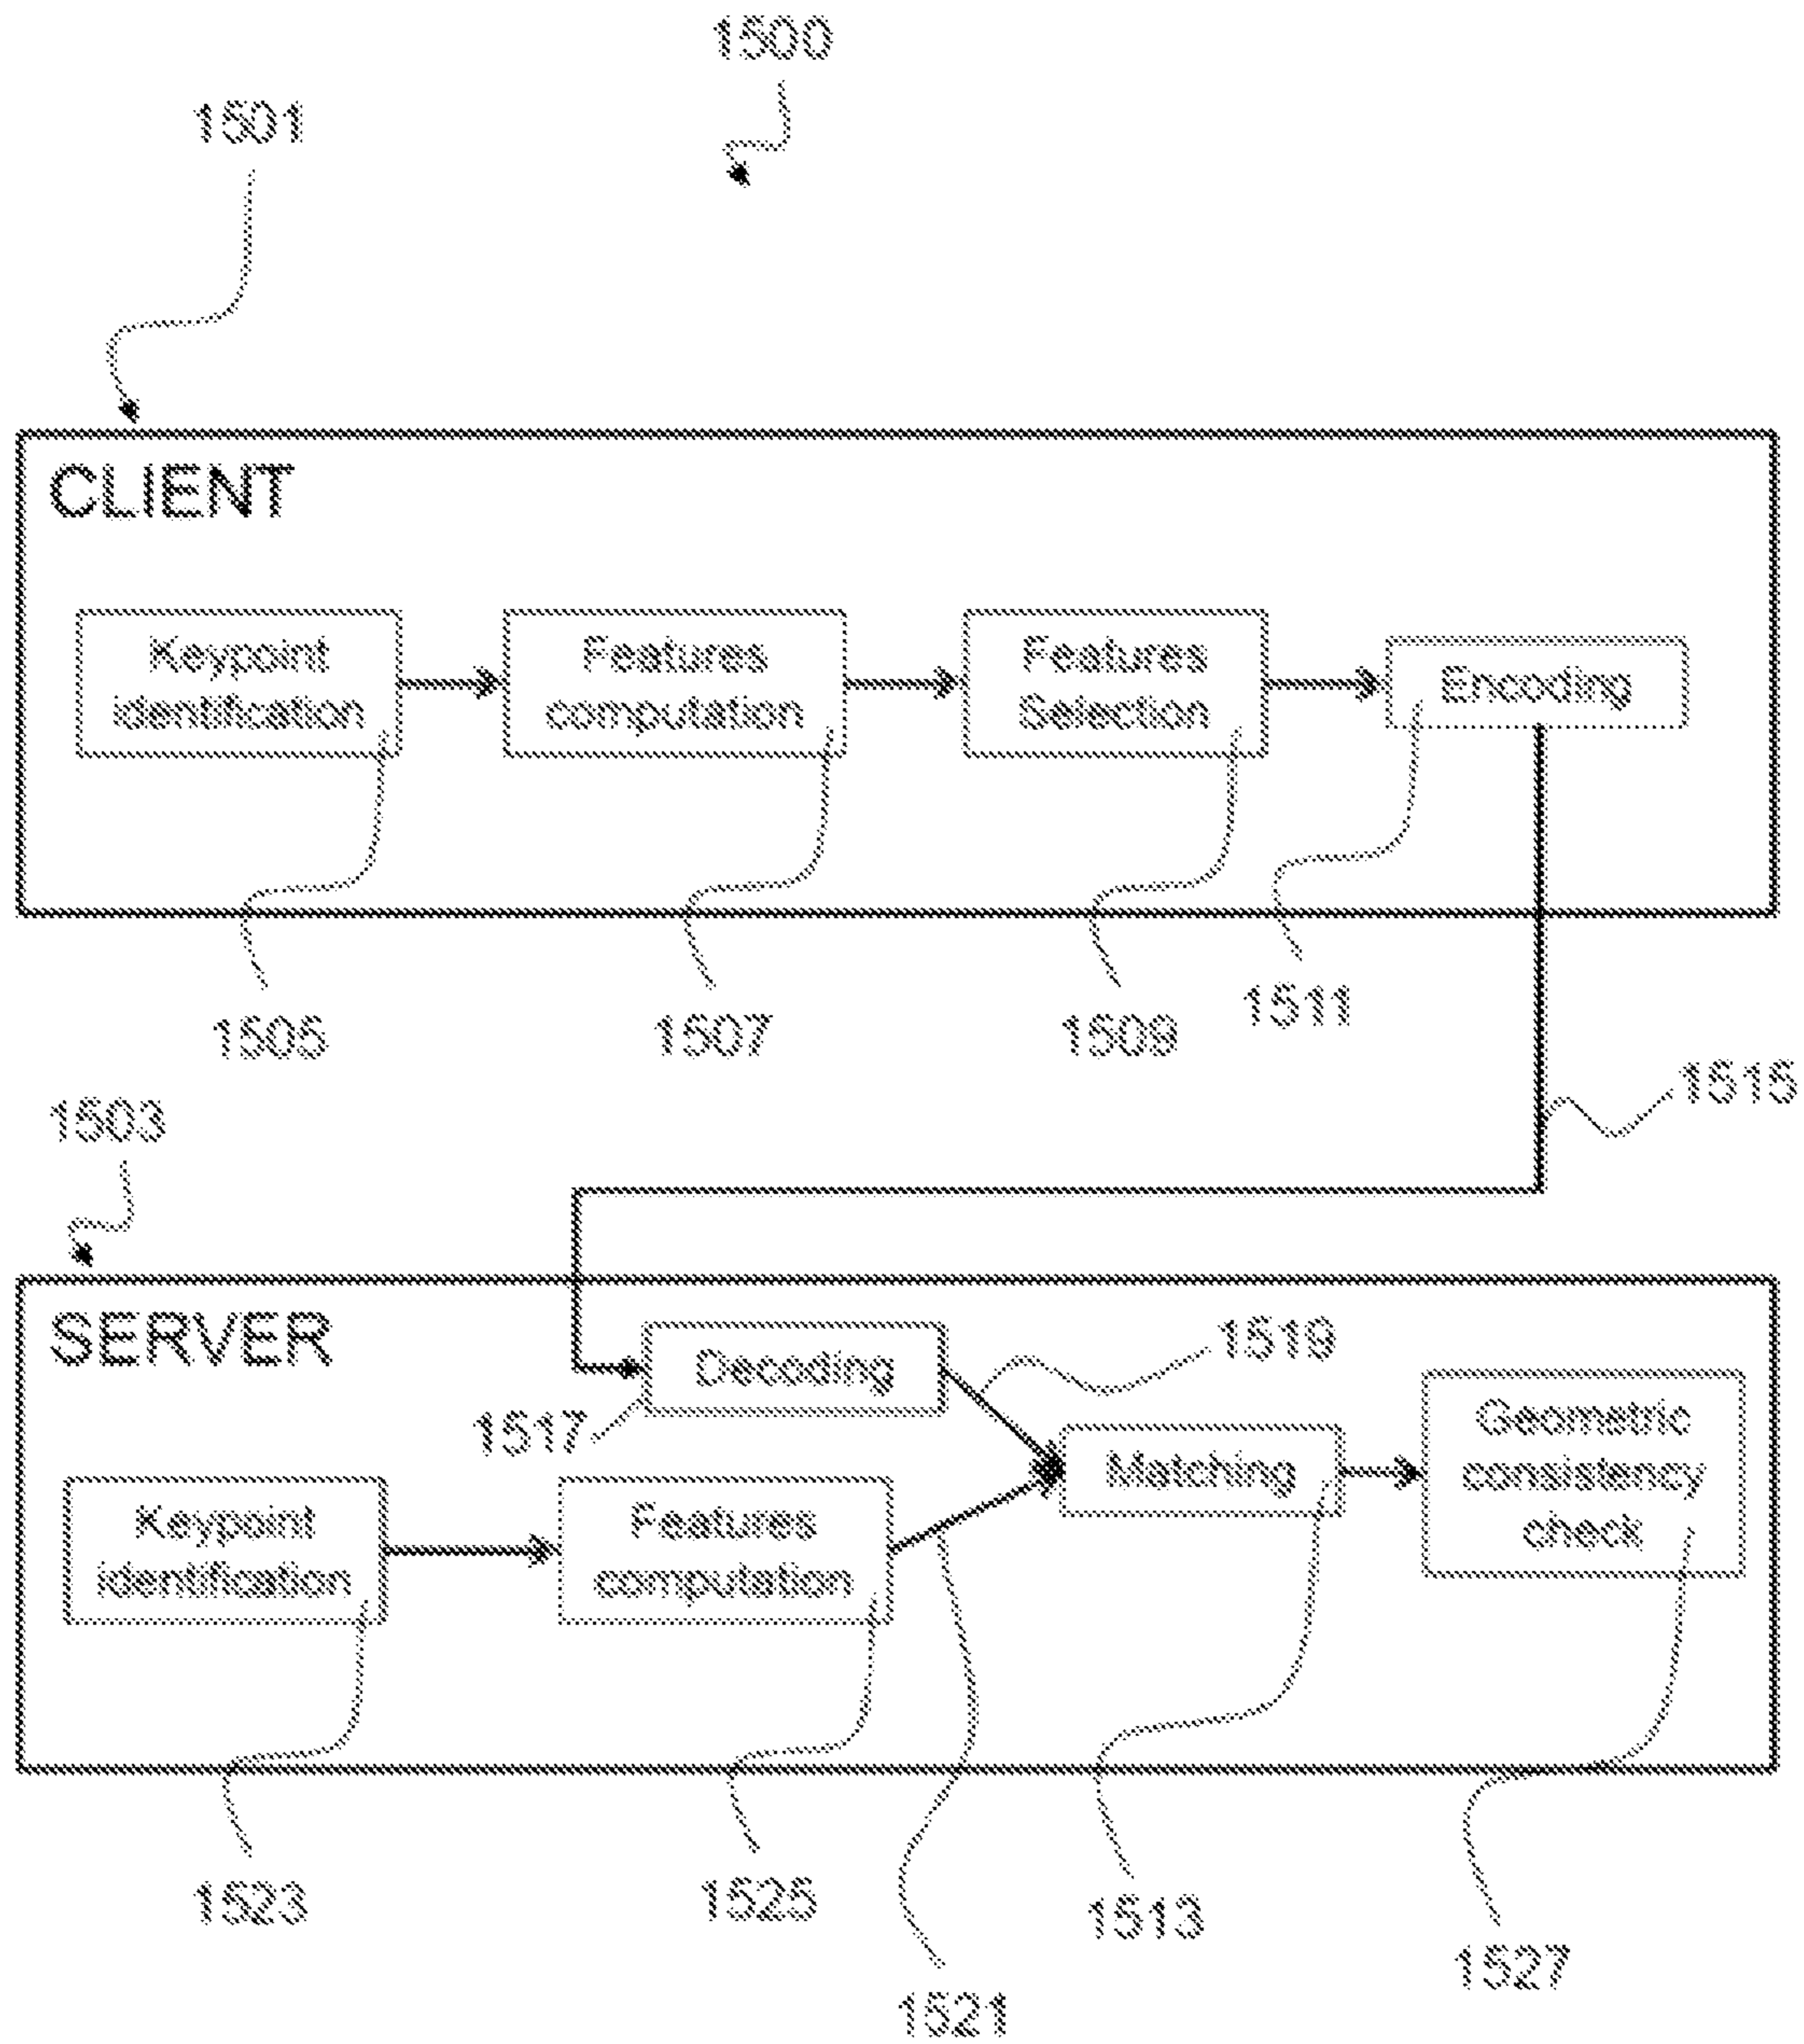 1500
1501
CLIENT
Keypoint
identification
Features
computation
Features
Selection
Encoding
1505
1507
1509
1511
1515
1503
SERVER
Decoding
1519
1517
Matching
Geometric
consistency
check
Keypoint
identification
Features
computation
1523
1525
1521
1513
1527